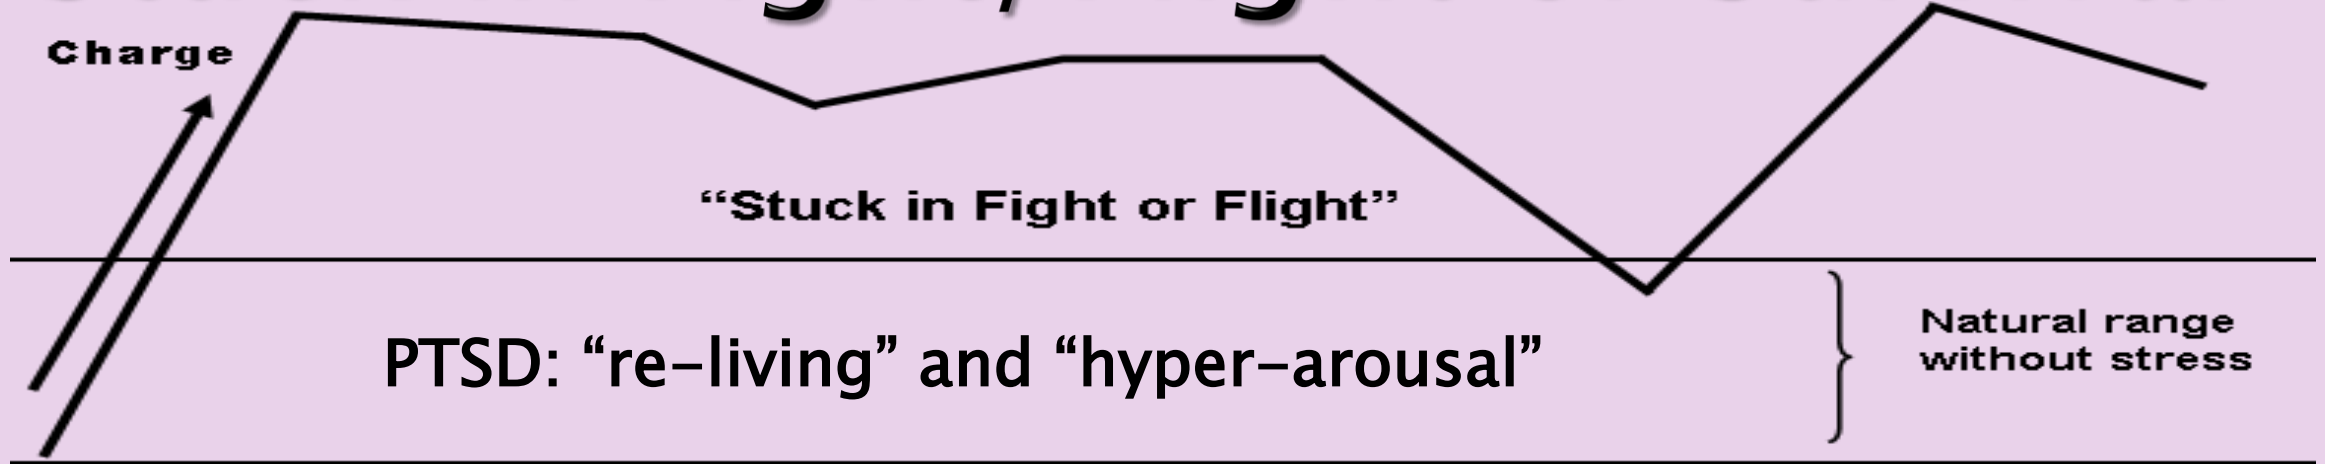 Charge
“Stuck in Fight or Flight”
PTSD: “re-living” and “hyper-arousal”
Natural range
without stress